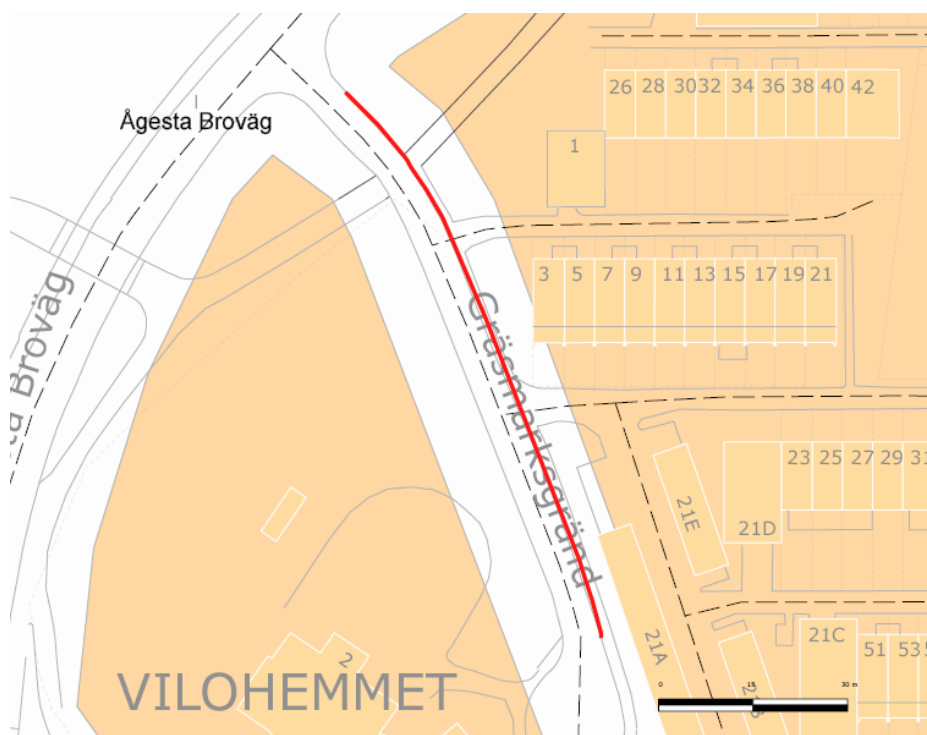 26 28 30 32 34 36 38 40 42
Ågesta Broväg
1
3 5 7 9 11 13 15 17 19 21
Broväg
Gräsmarksgränd
23 25 27 29
21E
21D
21C
21A
51 53
2
VILOHEMMET
0 15 30 m